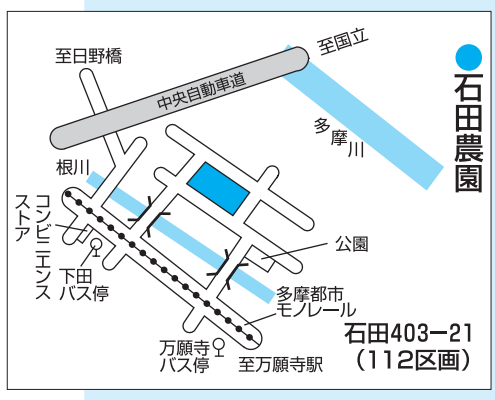 至国立
至日野橋
中央自動車道
石田農園
多摩川
根川
コンビニエンス
ストア
公園
下田
バス停
多摩都市
モノレール
石田403ー21
(112区画)
万願寺
バス停
至万願寺駅